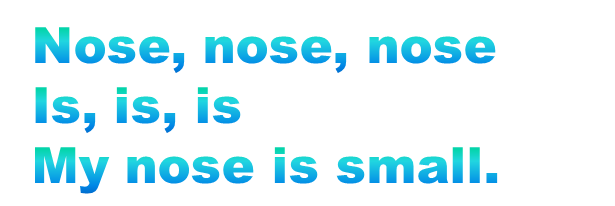 Nose, nose, nose
Is, is, is
My nose is small.